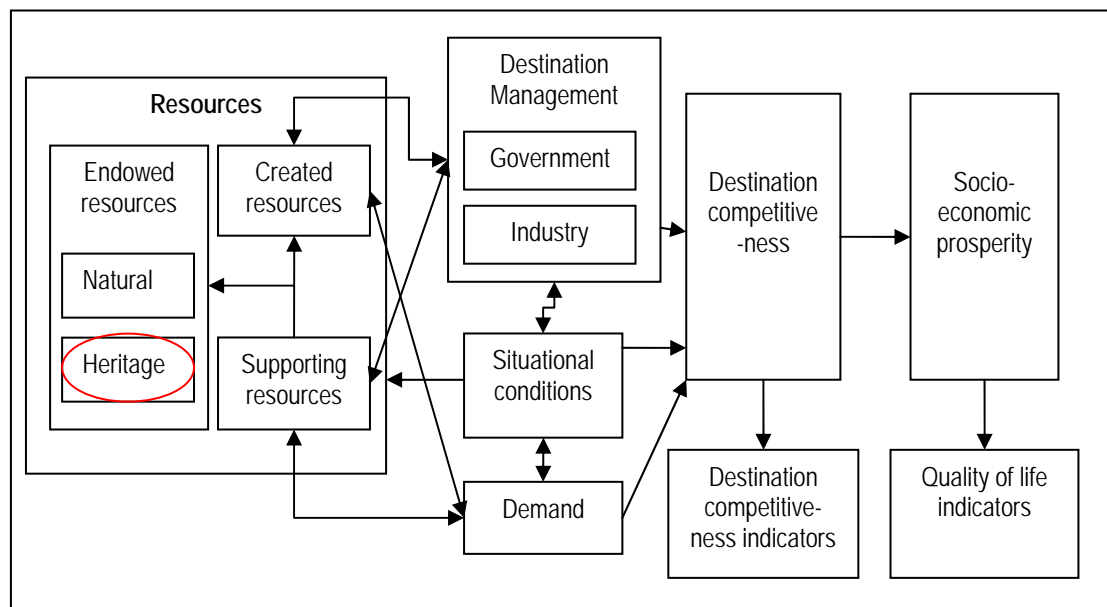 Resources
Endowed
resources
Natural
Heritage
Created
resources
Supporting
resources
Destination
Management
Government
Industry
Situational
conditions
Demand
Destination
competitive
-ness
Socio-
economic
prosperity
Destination
competitive-
ness indicators
Quality of life
indicators